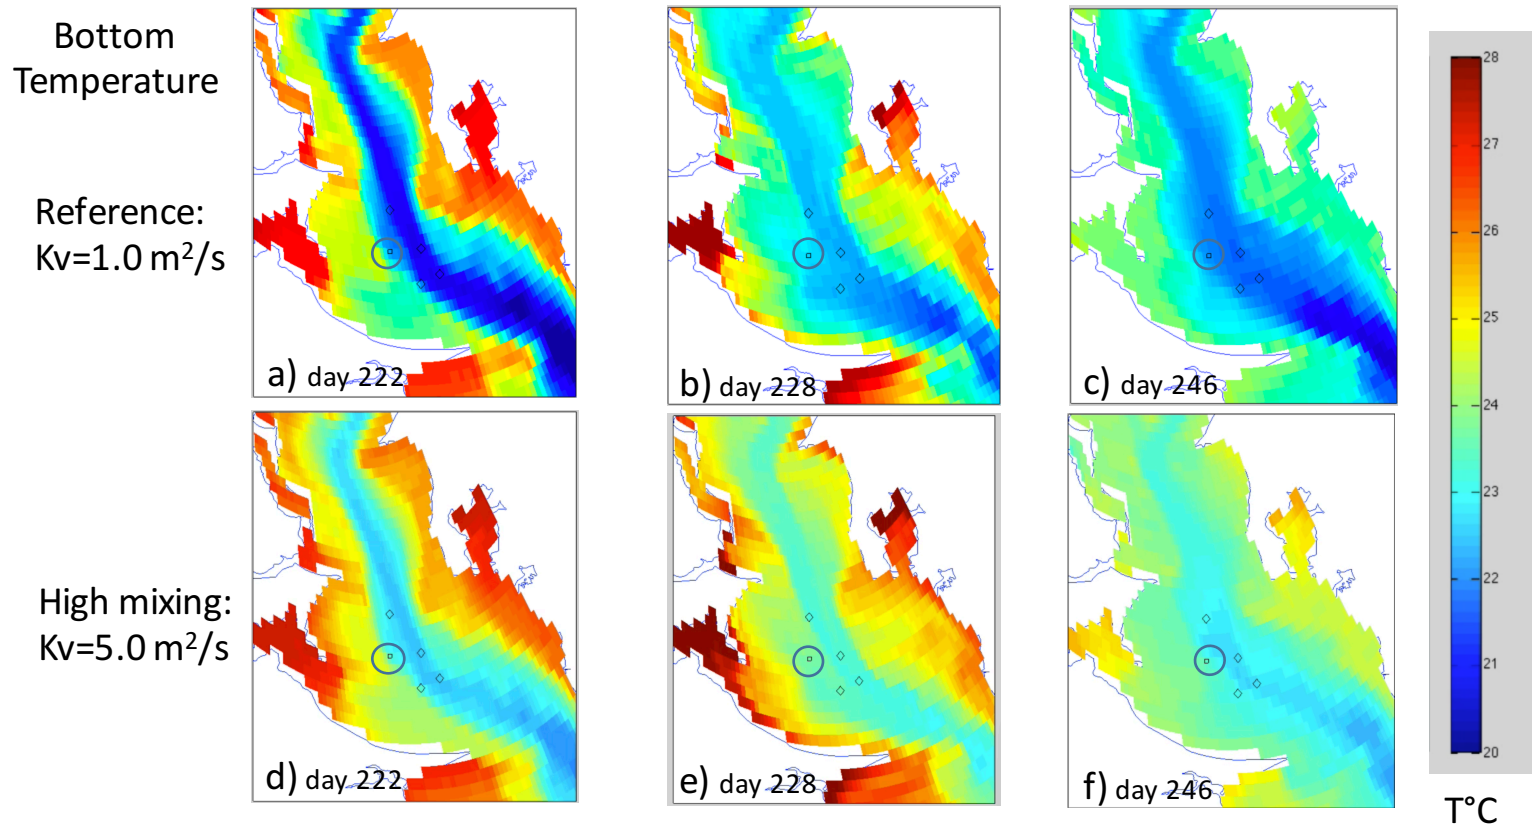 Bottom
Temperature
Reference:
Kv=1.0 m²/s
a) day 222
b) day 228
c) day 246
High mixing:
Kv=5.0 m²/s
d) day 222
e) day 228
f) day 246
28
27
26
25
24
23
22
21
20
T°C